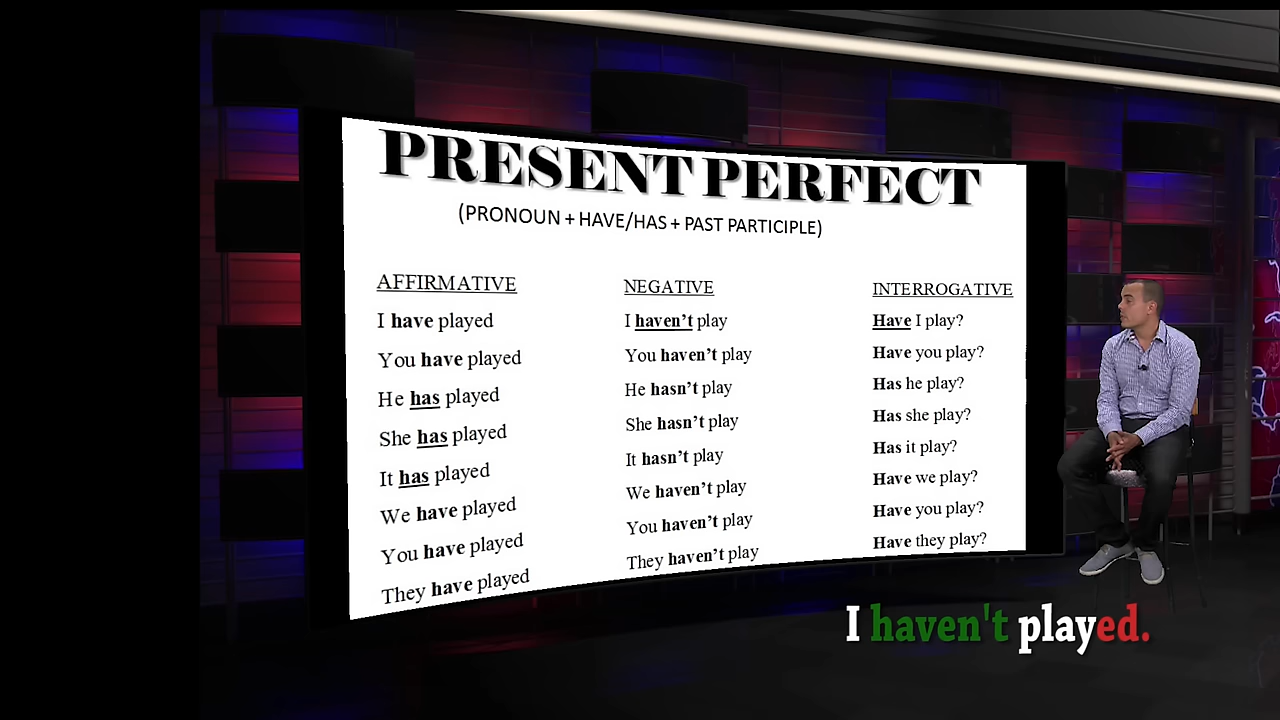 PRESENT PERFECT
(PRONOUN + HAVE/HAS + PAST PARTICIPLE)
AFFIRMATIVE
I have played
You have played
He has played
She has played
It has played
We have played
You have played
They have played
NEGATIVE
I haven't play
You haven't play
He hasn't play
She hasn't play
It hasn't play
We haven't play
You haven't play
They haven't play
INTERROGATIVE
Have I play?
Have you play?
Has he play?
Has she play?
Has it play?
Have we play?
Have you play?
Have they play?
I haven't played.